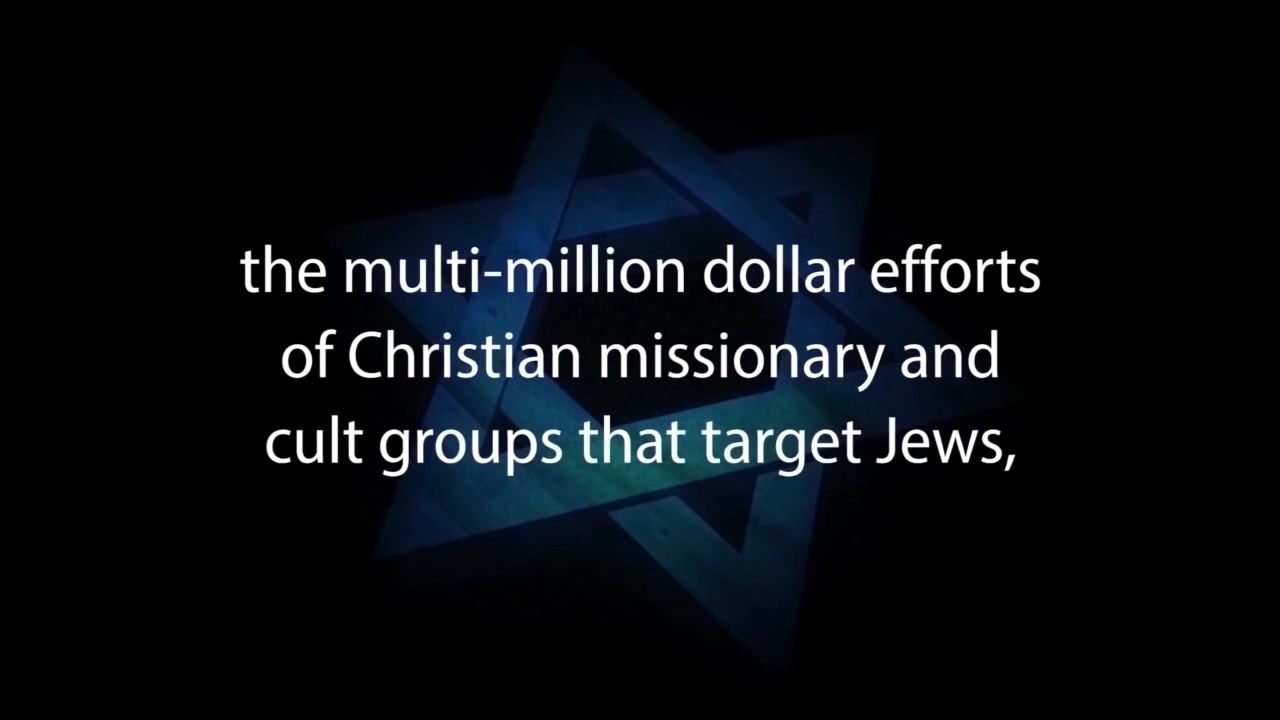 the multi-million dollar efforts
of Christian missionary and
cult groups that target Jews,